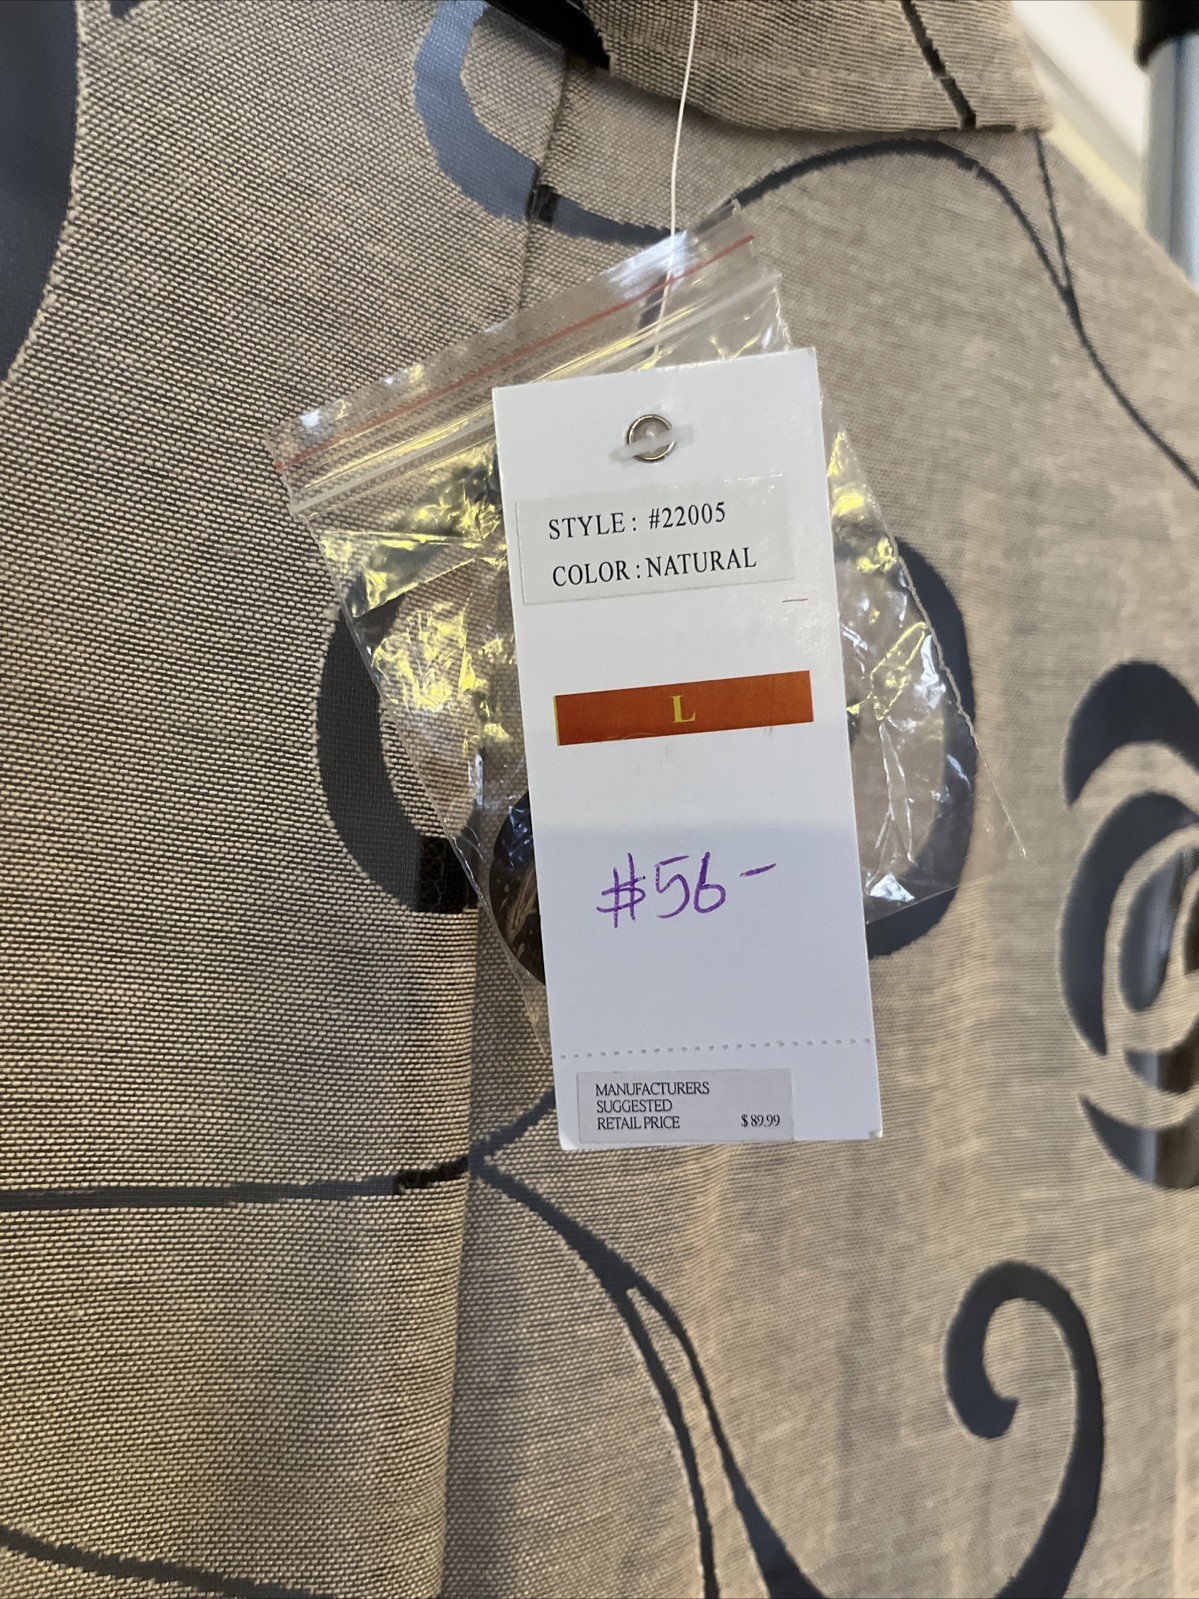 STYLE: #22005
COLOR: NATURAL
L
$56-
MANUFACTURERS
SUGGESTED
RETAIL PRICE $89.99